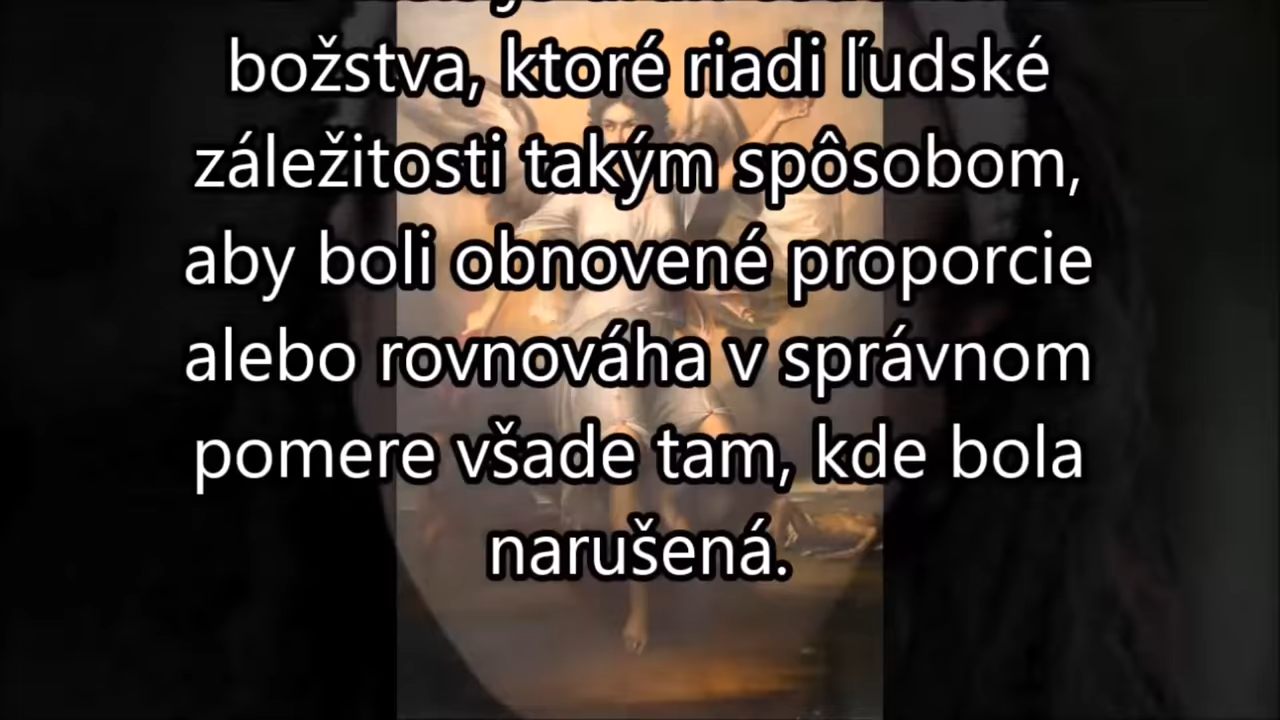 božstva, ktoré riadi ľudské
záležitosti takým spôsobom,
aby boli obnovené proporcie
alebo rovnováha v správnom
pomere všade tam, kde bola
narušená.